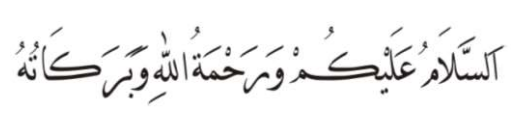 اَلسَّلَامُ عَلَيْكُمْ وَرَحْمَةُ اللهِ وَبَرَكَاتُهُ